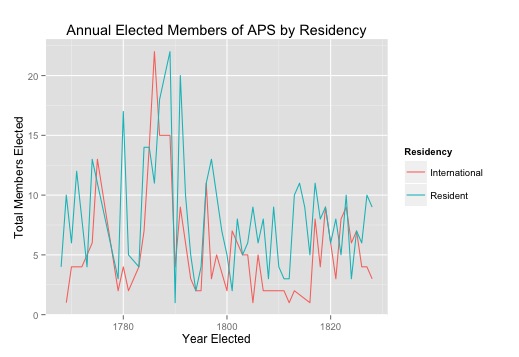 Annual Elected Members of APS by Residency
Total Members Elected
20
15
10
5
0
1780
1800
1820
Year Elected
Residency
International
Resident